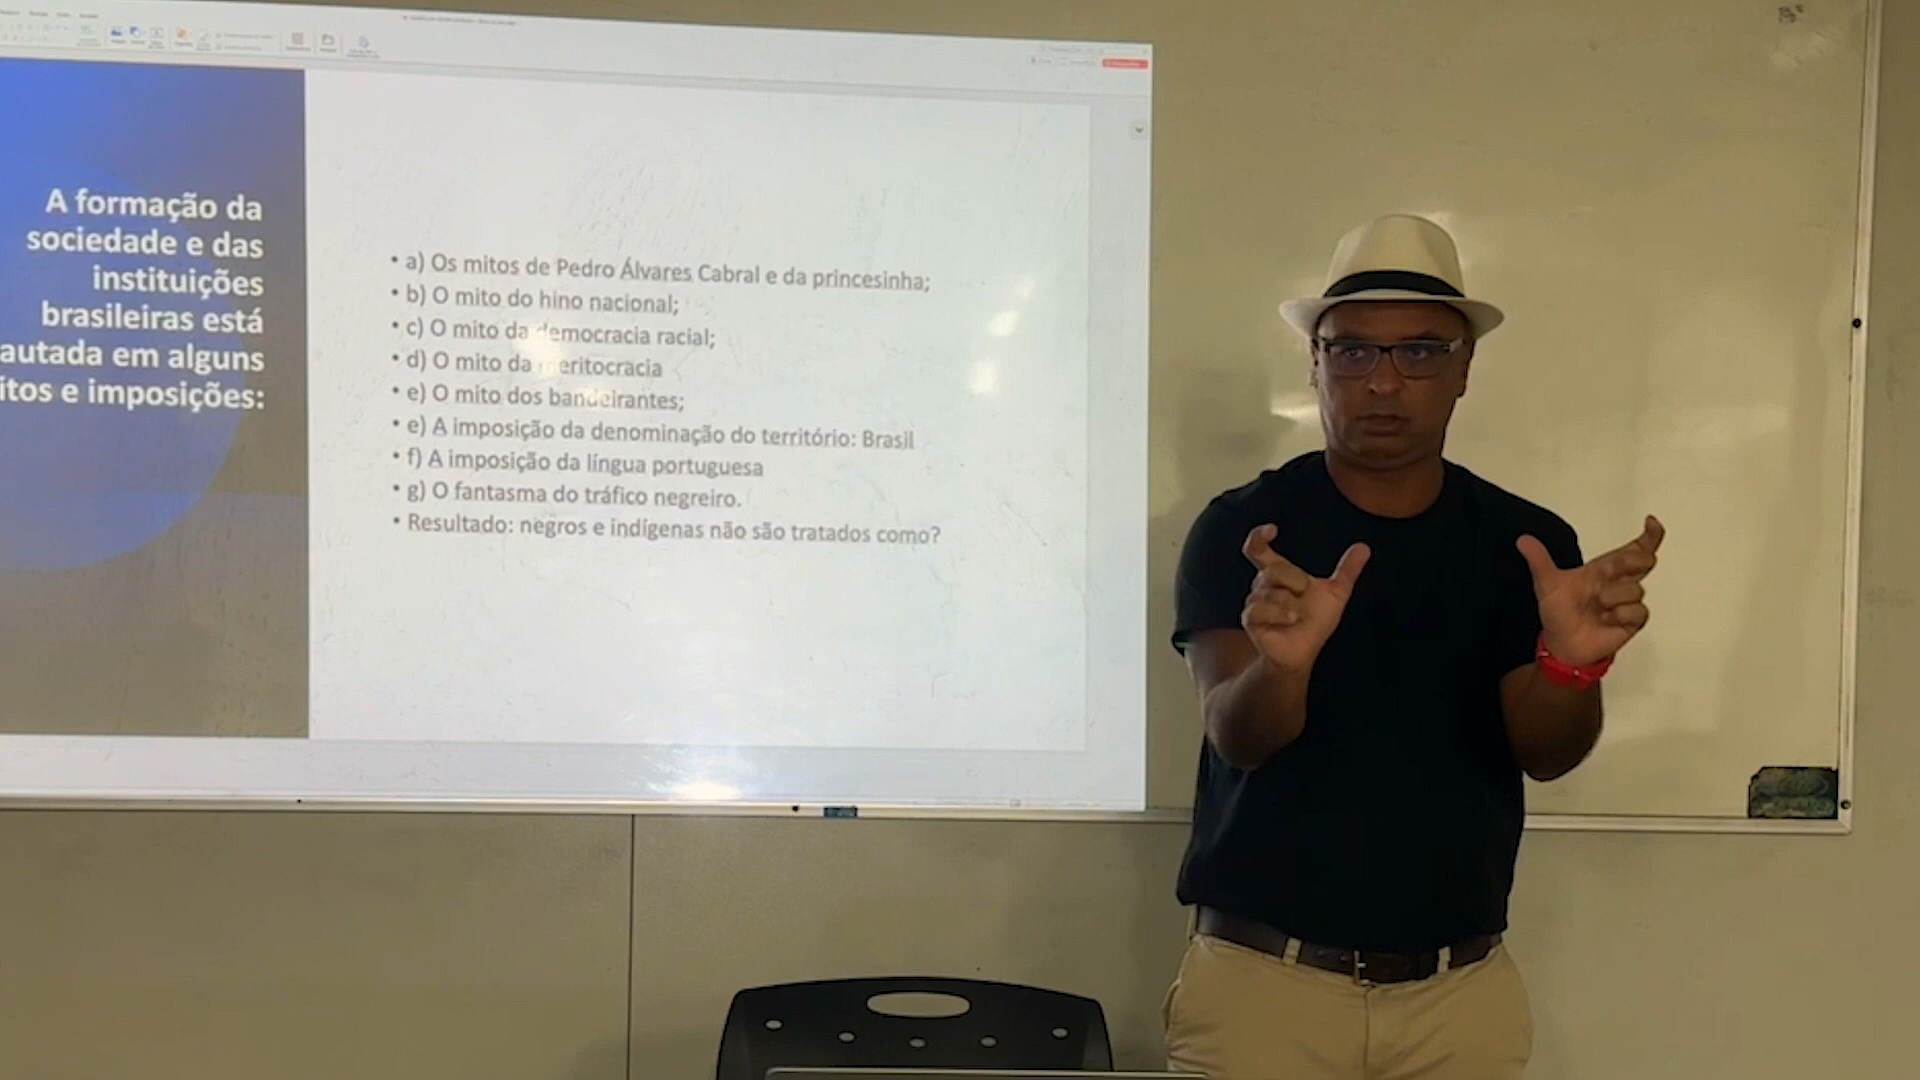 A formação da
sociedade e das
instituições
brasileiras está
autada em alguns
itos e imposições:
• a) Os mitos de Pedro Álvares Cabral e da princesinha;
• b) O mito do hino nacional;
• c) O mito da democracia racial;
• d) O mito da meritocracia
• e) O mito dos bandeirantes;
• e) A imposição da denominação do território: Brasil
• f) A imposição da língua portuguesa
• g) O fantasma do tráfico negreiro.
• Resultado: negros e indígenas não são tratados como?